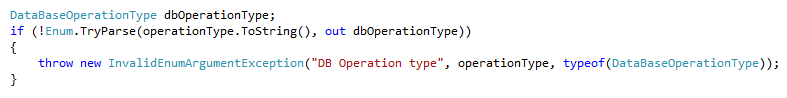 DataBaseOperationType dbOperationType;
if (!Enum.TryParse(operationType.ToString(), out dbOperationType))
{
    throw new InvalidEnumArgumentException("DB Operation type", operationType, typeof(DataBaseOperationType));
}